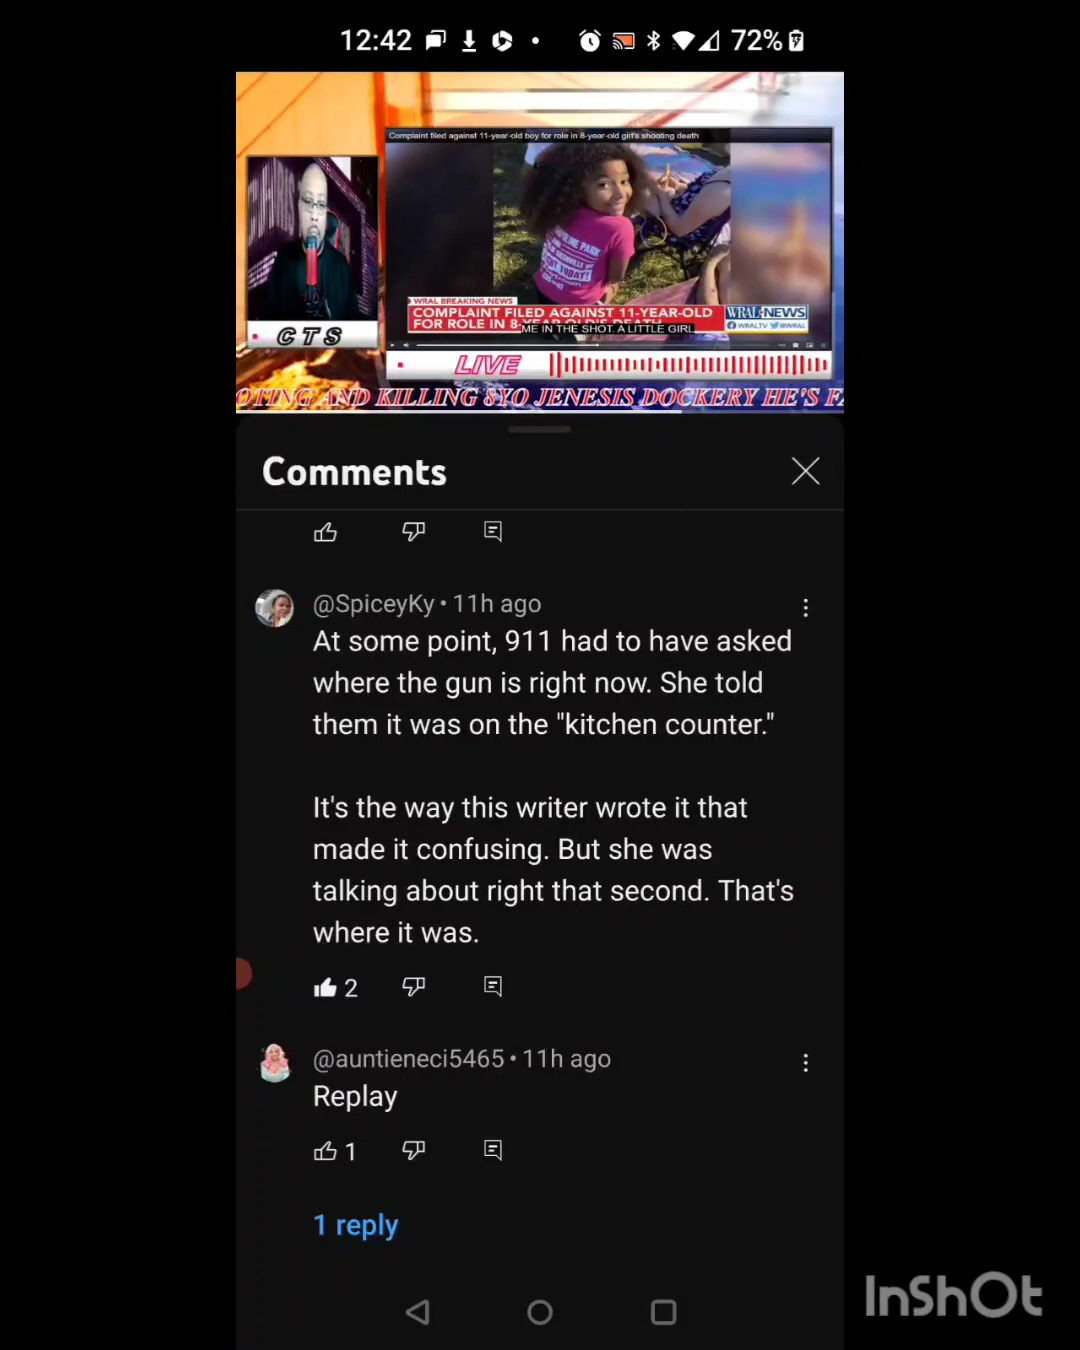 12:42
72%
Complaint filed against 11-year-old boy for role in 8-year-old girl's shooting death
LINE PARK
TODAY!
WRAL BREAKING NEWS
COMPLAINT FILED AGAINST 11-YEAR-OLD
FOR ROLE IN 8-YEAR-OLD'S DEATH
ME IN THE SHOT. A LITTLE GIRL
WRAL NEWS
WRALTV @WRAL
CTS
LIVE
OTING AND KILLING 8YO JENESIS DOCKERY HE'S FA
Comments
@SpiceyKy • 11h ago
At some point, 911 had to have asked
where the gun is right now. She told
them it was on the "kitchen counter."
It's the way this writer wrote it that
made it confusing. But she was
talking about right that second. That's
where it was.
2
@auntieneci5465 • 11h ago
Replay
1
1 reply
InShOt